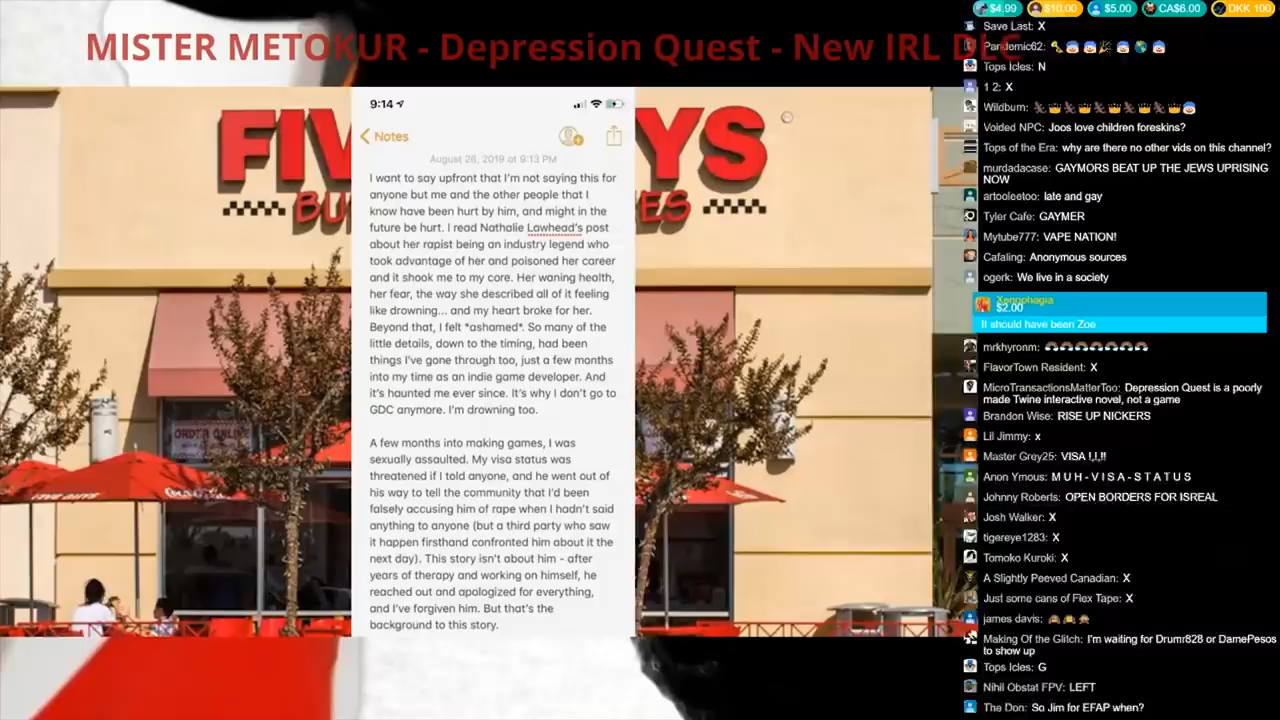 $4.99
$10.00
$5.00
CA$6.00
DKK 100
MISTER METOKUR - Depression Quest - New IRL DLC
FIV
YS
BU
ES
ORDER ONLINE
FIVE GUYS
9:14
Notes
August 26, 2019 at 9:13 PM
I want to say upfront that I'm not saying this for
anyone but me and the other people that I
know have been hurt by him, and might in the
future be hurt. I read Nathalie Lawhead's post
about her rapist being an industry legend who
took advantage of her and poisoned her career
and it shook me to my core. Her waning health,
her fear, the way she described all of it feeling
like drowning... and my heart broke for her.
Beyond that, I felt *ashamed*. So many of the
little details, down to the timing, had been
things I've gone through too, just a few months
into my time as an indie game developer. And
it's haunted me ever since. It's why I don't go to
GDC anymore. I'm drowning too.
A few months into making games, I was
sexually assaulted. My visa status was
threatened if I told anyone, and he went out of
his way to tell the community that I'd been
falsely accusing him of rape when I hadn't said
anything to anyone (but a third party who saw
it happen firsthand confronted him about it the
next day). This story isn't about him - after
years of therapy and working on himself, he
reached out and apologized for everything,
and I've forgiven him. But that's the
background to this story.
Save Last: X
Pandemic62:
Tops Icles: N
1 2: X
Wildbum:
Voided NPC: Joos love children foreskins?
Tops of the Era: why are there no other vids on this channel?
murdadacase: GAYMORS BEAT UP THE JEWS UPRISING
NOW
artooleetoo: late and gay
Tyler Cafe: GAYMER
Mytube777: VAPE NATION!
Cafaling: Anonymous sources
ogerk: We live in a society
Xenophagia
$2.00
It should have been Zoe
mrkhyronm:
FlavorTown Resident: X
MicroTransactionsMatterToo: Depression Quest is a poorly
made Twine interactive novel, not a game
Brandon Wise: RISE UP NICKERS
Lil Jimmy: x
Master Grey25: VISA !,!,!!
Anon Ymous: M U H - V I S A - S T A T U S
Johnny Roberts: OPEN BORDERS FOR ISREAL
Josh Walker: X
tigereye1283: X
Tomoko Kuroki: X
A Slightly Peeved Canadian: X
Just some cans of Flex Tape: X
james davis:
Making Of the Glitch: I'm waiting for Drumr828 or DamePesos
to show up
Tops Icles: G
Nihil Obstat FPV: LEFT
The Don: So Jim for EFAP when?